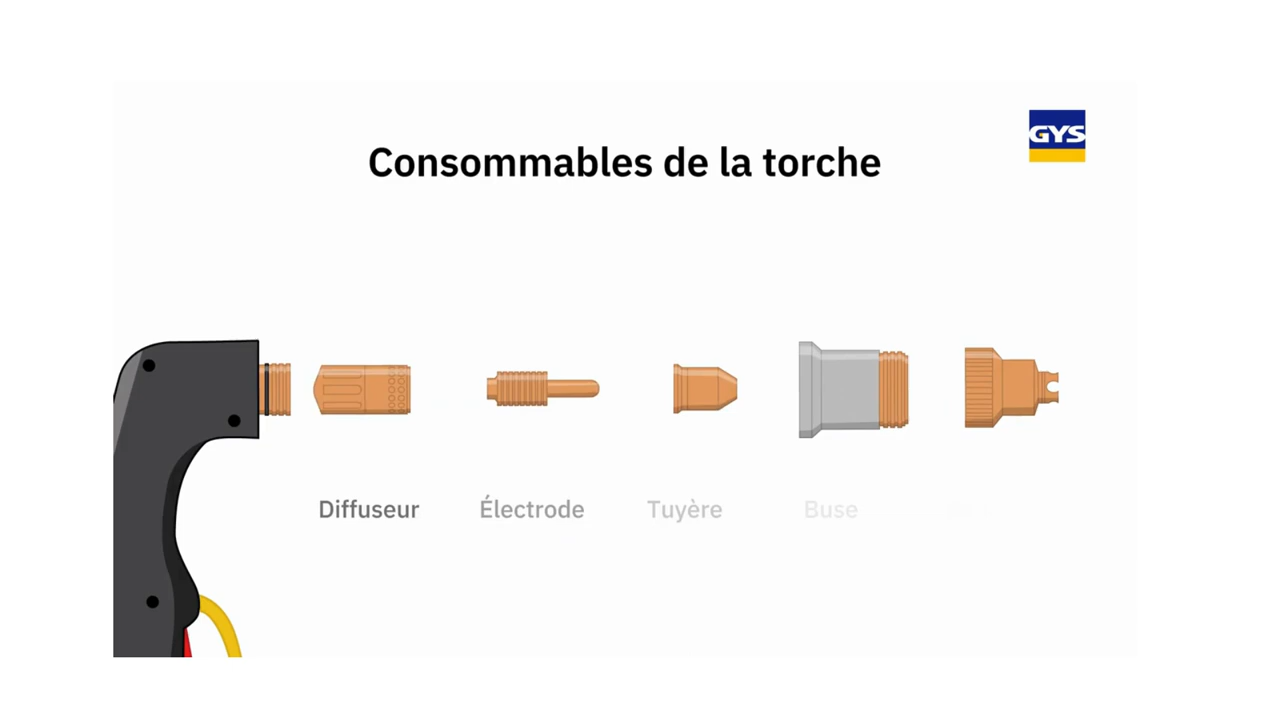 GYS
Consommables de la torche
Diffuseur
Électrode
Tuyère
Buse